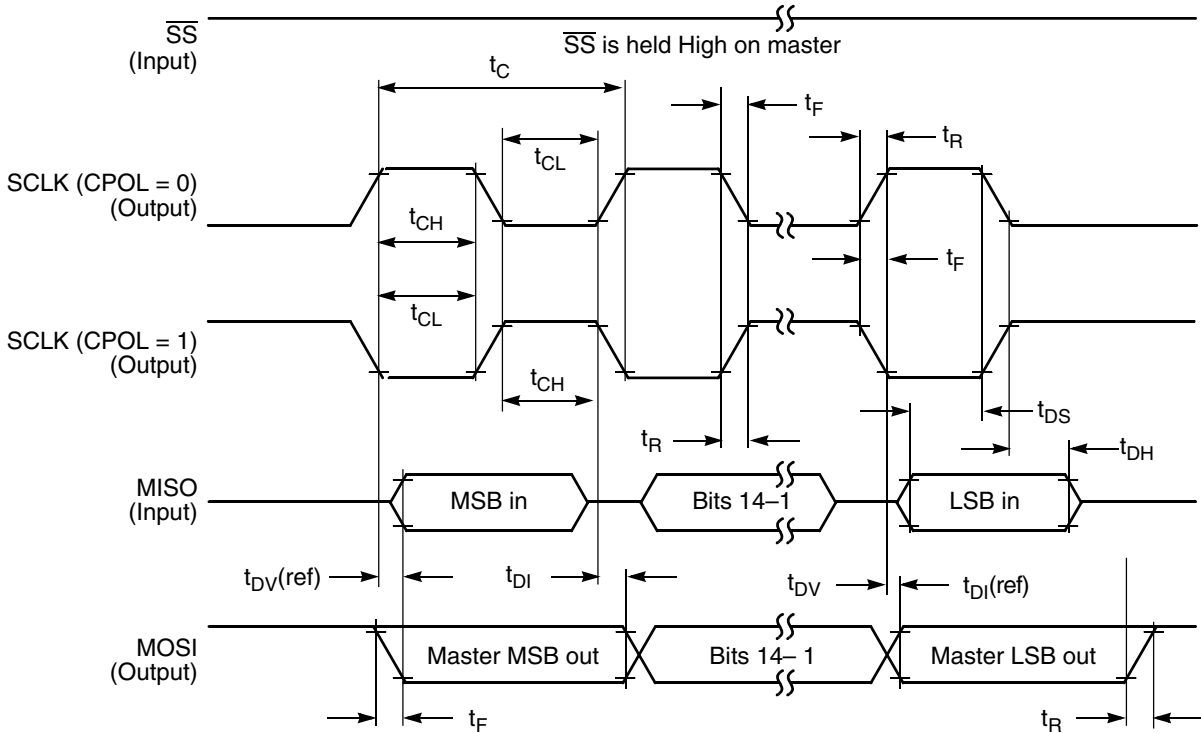 SS
(Input)
SS is held High on master
tC
tF
tR
tCL
SCLK (CPOL = 0)
(Output)
tCH
tF
tCL
SCLK (CPOL = 1)
(Output)
tCH
tDS
tR
tDH
MISO
(Input)
MSB in
Bits 14–1
LSB in
tDV(ref)
tDI
tDV
tDI(ref)
MOSI
(Output)
Master MSB out
Bits 14– 1
Master LSB out
tF
tR